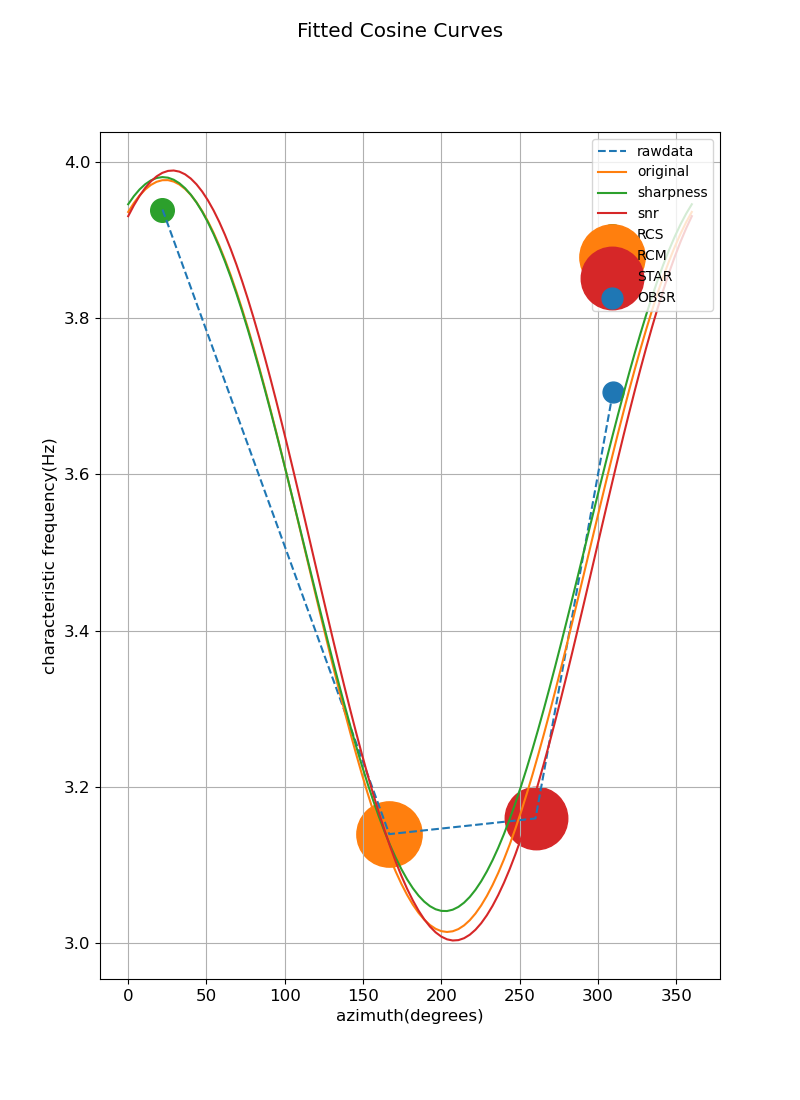 Fitted Cosine Curves
4.0
3.8
3.6
3.4
3.2
3.0
characteristic frequency(Hz)
rawdata
original
sharpness
snr
RCS
RCM
STAR
OBSR
0 50 100 150 200 250 300 350
azimuth(degrees)